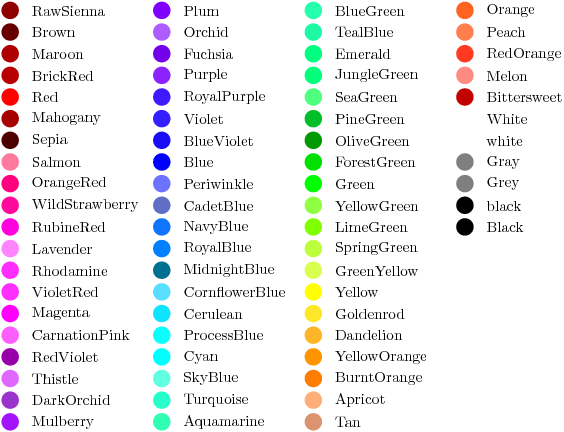 RawSienna
Brown
Maroon
BrickRed
Red
Mahogany
Sepia
Salmon
OrangeRed
WildStrawberry
RubineRed
Lavender
Rhodamine
VioletRed
Magenta
CarnationPink
RedViolet
Thistle
DarkOrchid
Mulberry
Plum
Orchid
Fuchsia
Purple
RoyalPurple
Violet
BlueViolet
Blue
Periwinkle
CadetBlue
NavyBlue
RoyalBlue
MidnightBlue
CornflowerBlue
Cerulean
ProcessBlue
Cyan
SkyBlue
Turquoise
Aquamarine
BlueGreen
TealBlue
Emerald
JungleGreen
SeaGreen
PineGreen
OliveGreen
ForestGreen
Green
YellowGreen
LimeGreen
SpringGreen
GreenYellow
Yellow
Goldenrod
Dandelion
YellowOrange
BurntOrange
Apricot
Tan
Orange
Peach
RedOrange
Melon
Bittersweet
White
white
Gray
Grey
black
Black